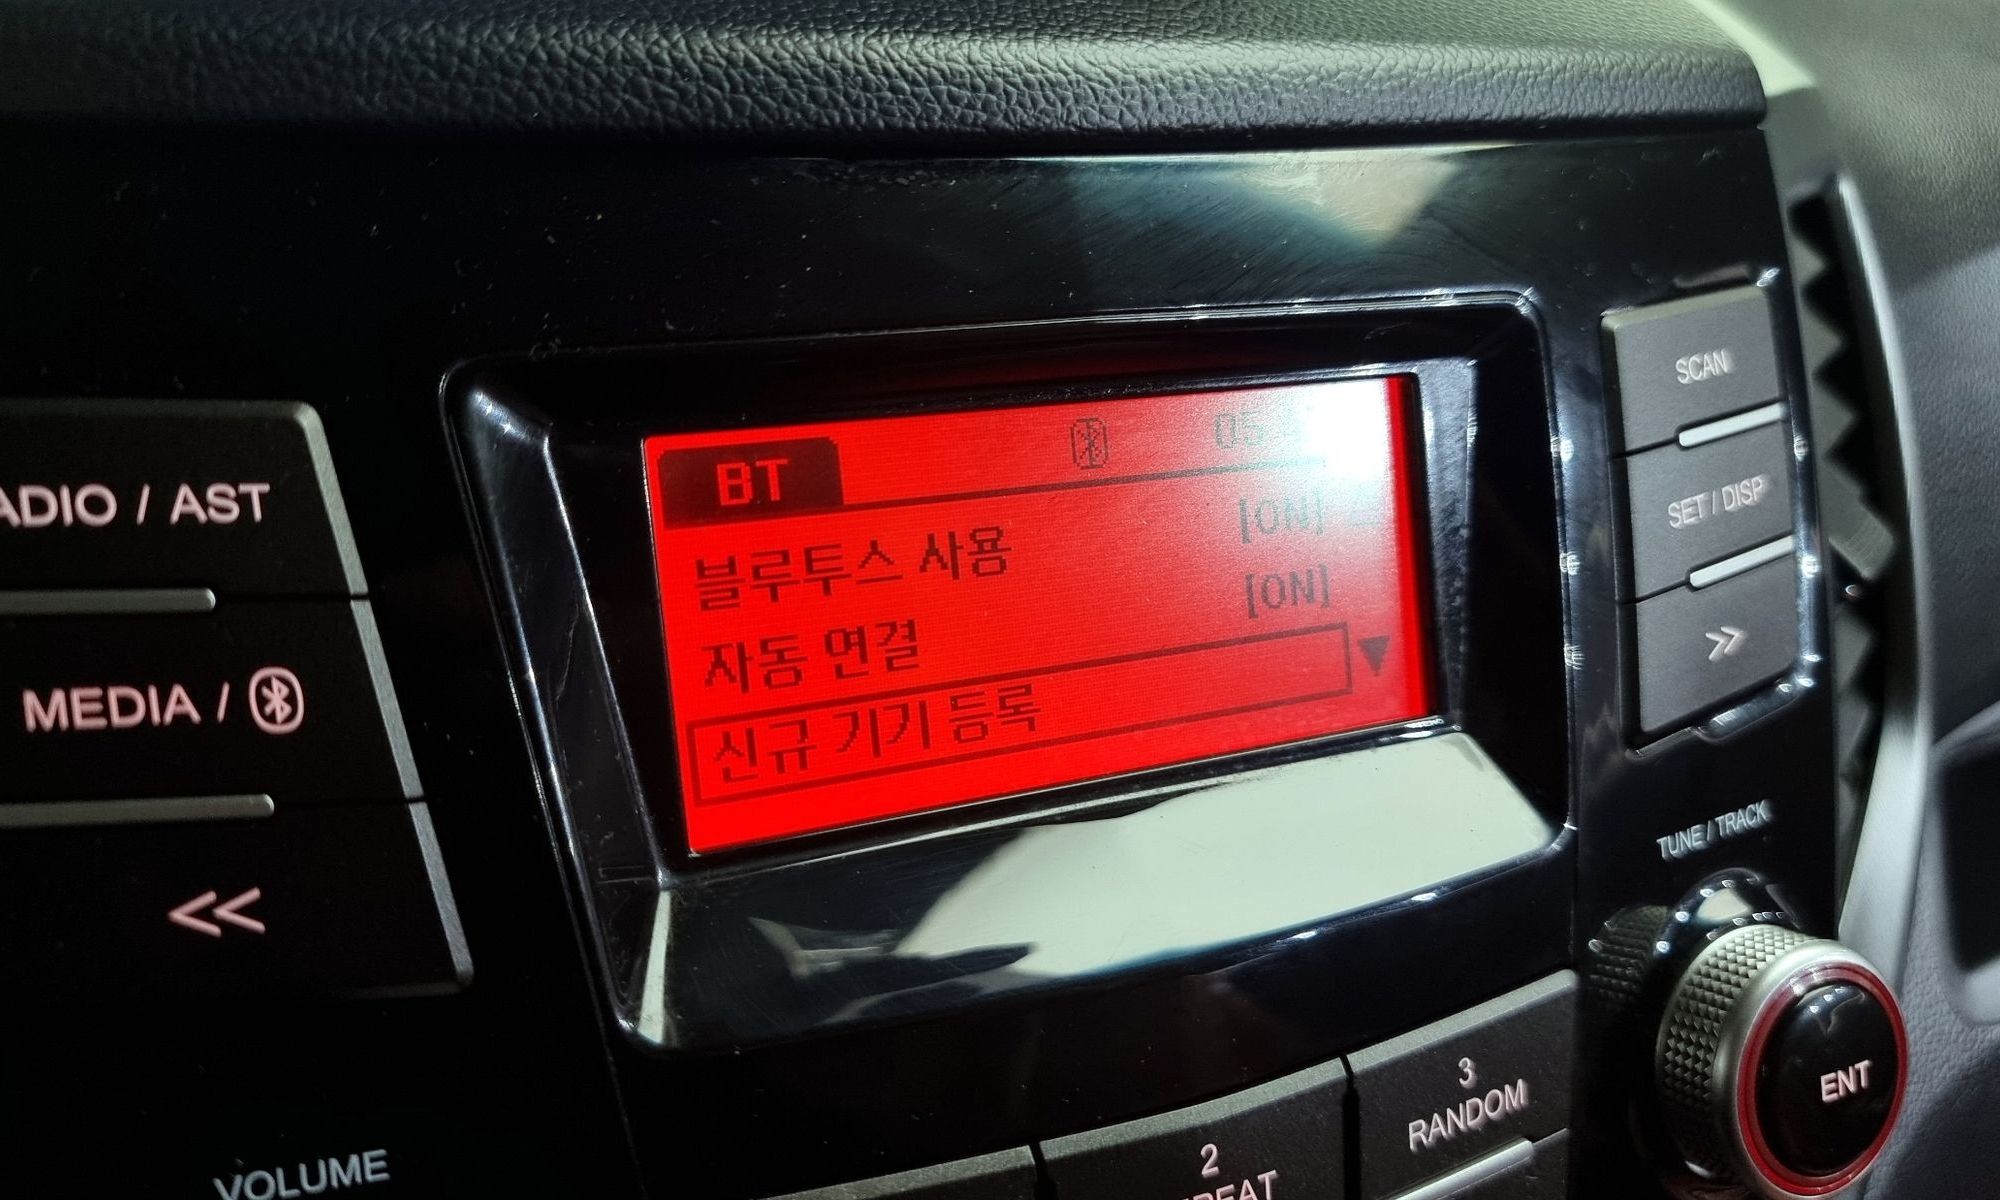 BT
블루투스 사용 [ON]
자동 연결 [ON]
신규 기기 등록
SCAN
SET / DISP
MEDIA /
TUNE / TRACK
ENT
3
RANDOM
2
VOLUME
/ AST